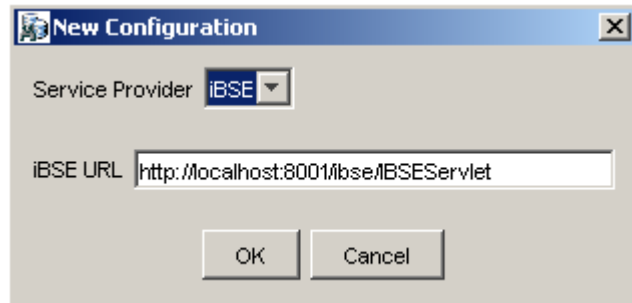 New Configuration
Service Provider iBSE
iBSE URL http://localhost:8001/ibse/IBSEServlet
OK Cancel